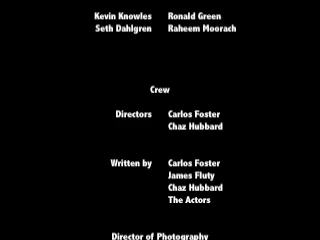 Kevin Knowles Ronald Green
Seth Dahlgren Raheem Moorach
Crew
Directors Carlos Foster
Chaz Hubbard
Written by Carlos Foster
James Fluty
Chaz Hubbard
The Actors
Director of Photography